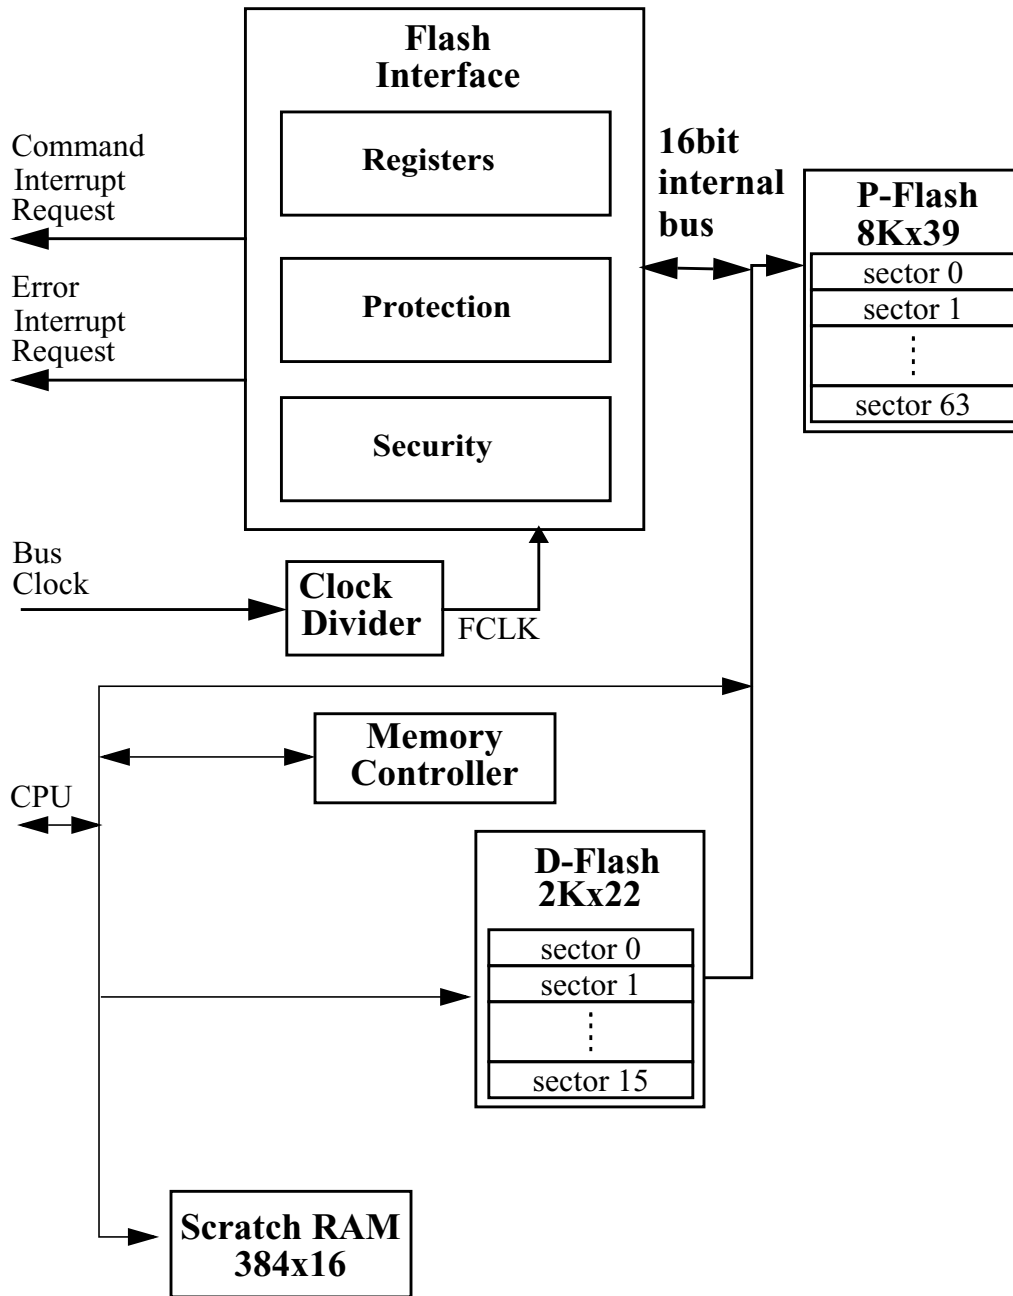 Flash
Interface
Registers
Protection
Security
Command
Interrupt
Request
Error
Interrupt
Request
16bit
internal
bus
P-Flash
8Kx39
sector 0
sector 1
sector 63
Bus
Clock
Clock
Divider
FCLK
Memory
Controller
CPU
D-Flash
2Kx22
sector 0
sector 1
sector 15
Scratch RAM
384x16